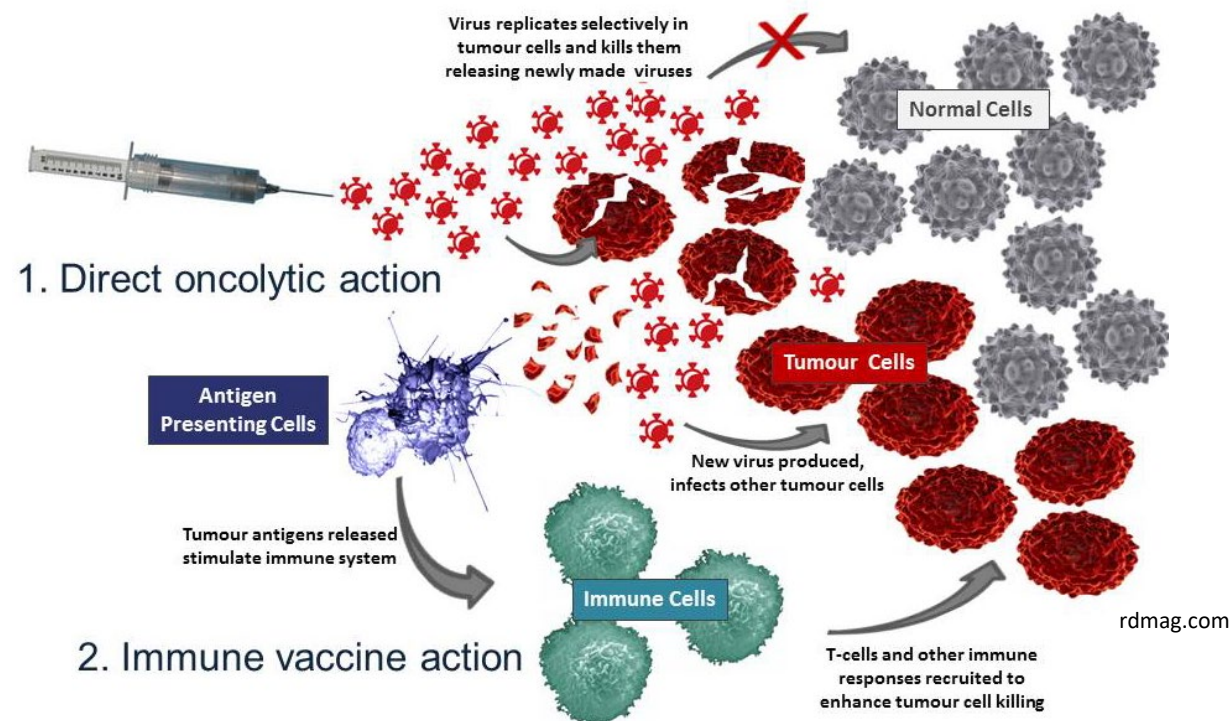 Virus replicates selectively in
tumour cells and kills them
releasing newly made viruses
Normal Cells
1. Direct oncolytic action
Tumour Cells
Antigen
Presenting Cells
New virus produced,
infects other tumour cells
Tumour antigens released
stimulate immune system
Immune Cells
rdmag.com
2. Immune vaccine action
T-cells and other immune
responses recruited to
enhance tumour cell killing